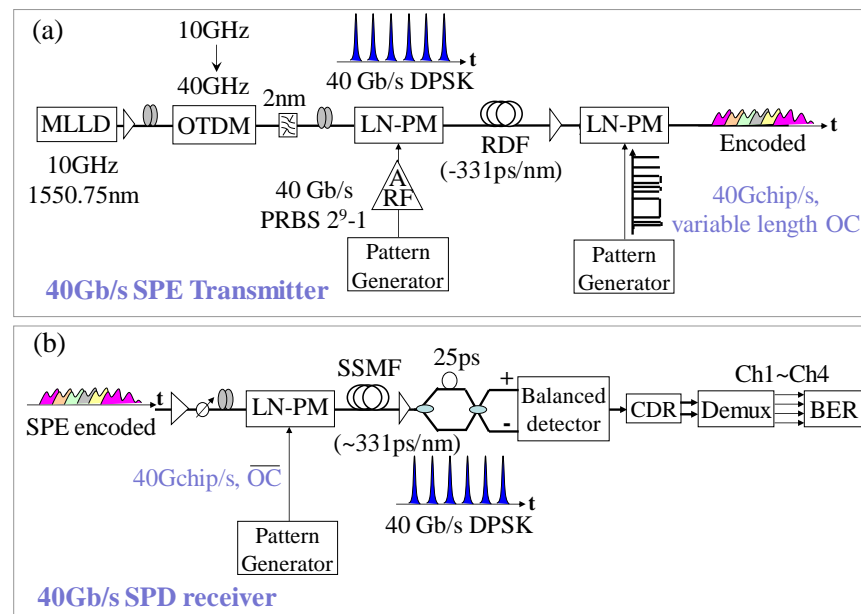 (a)
10GHz
40GHz
t
40 Gb/s DPSK
2nm
MLLD
OTDM
LN-PM
RDF
(-331ps/nm)
LN-PM
t
Encoded
10GHz
1550.75nm
40 Gb/s
PRBS 2⁹-1
A
RF
Pattern
Generator
40Gchip/s,
variable length OC
Pattern
Generator
40Gb/s SPE Transmitter
(b)
SSMF
25ps
t
SPE encoded
LN-PM
(~331ps/nm)
+
-
Balanced
detector
CDR
Ch1~Ch4
Demux
BER
40Gchip/s, O̅C̅
t
40 Gb/s DPSK
Pattern
Generator
40Gb/s SPD receiver